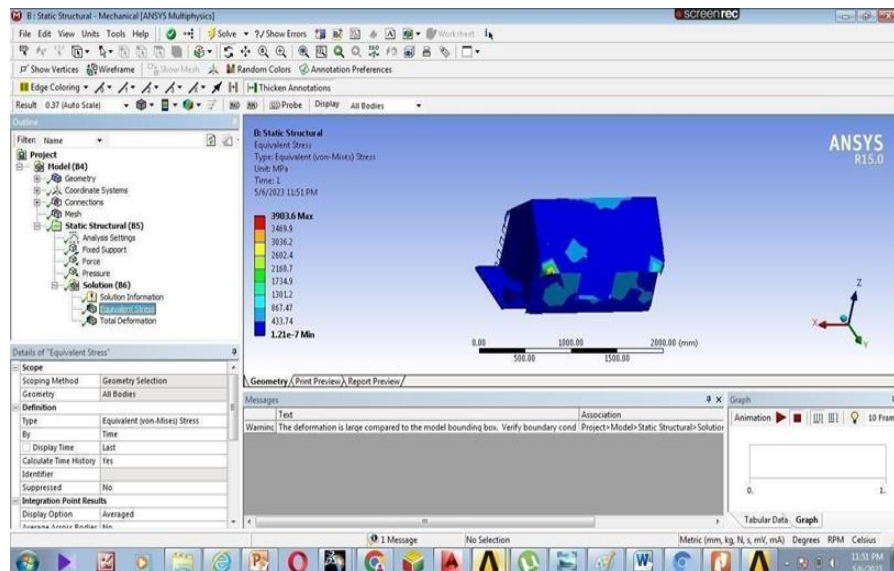 B : Static Structural - Mechanical [ANSYS Multiphysics]
screenrec
File Edit View Units Tools Help Solve ?/ Show Errors Worksheet
Show Vertices Wireframe Show Mesh Random Colors Annotation Preferences
Edge Coloring Thicken Annotations
Result 0.37 (Auto Scale) Probe Display All Bodies
Outline
Filter: Name
Project
Model (B4)
Geometry
Coordinate Systems
Connections
Mesh
Static Structural (B5)
Analysis Settings
Fixed Support
Force
Pressure
Solution (B6)
Solution Information
Equivalent Stress
Total Deformation
B: Static Structural
Equivalent Stress
Type: Equivalent (von-Mises) Stress
Unit: MPa
Time: 1
5/6/2023 11:51 PM
3903.6 Max
3469.9
3036.2
2602.4
2168.7
1734.9
1301.2
867.47
433.74
1.21e-7 Min
ANSYS
R15.0
Z
X
Y
0.00 1000.00 2000.00 (mm)
500.00 1500.00
Geometry Print Preview Report Preview
Details of "Equivalent Stress"
Scope
Scoping Method Geometry Selection
Geometry All Bodies
Definition
Type Equivalent (von-Mises) Stress
By Time
Display Time Last
Calculate Time History Yes
Identifier
Suppressed No
Integration Point Results
Display Option Averaged
Average Across Bodies No
Messages
Text Association
Warning The deformation is large compared to the model bounding box. Verify boundary cond Project>Model>Static Structural>Solution
Graph
Animation 10 Fram
0. 1.
Tabular Data Graph
1 Message No Selection Metric (mm, kg, N, s, mV, mA) Degrees RPM Celsius
11:51 PM
5/6/2023